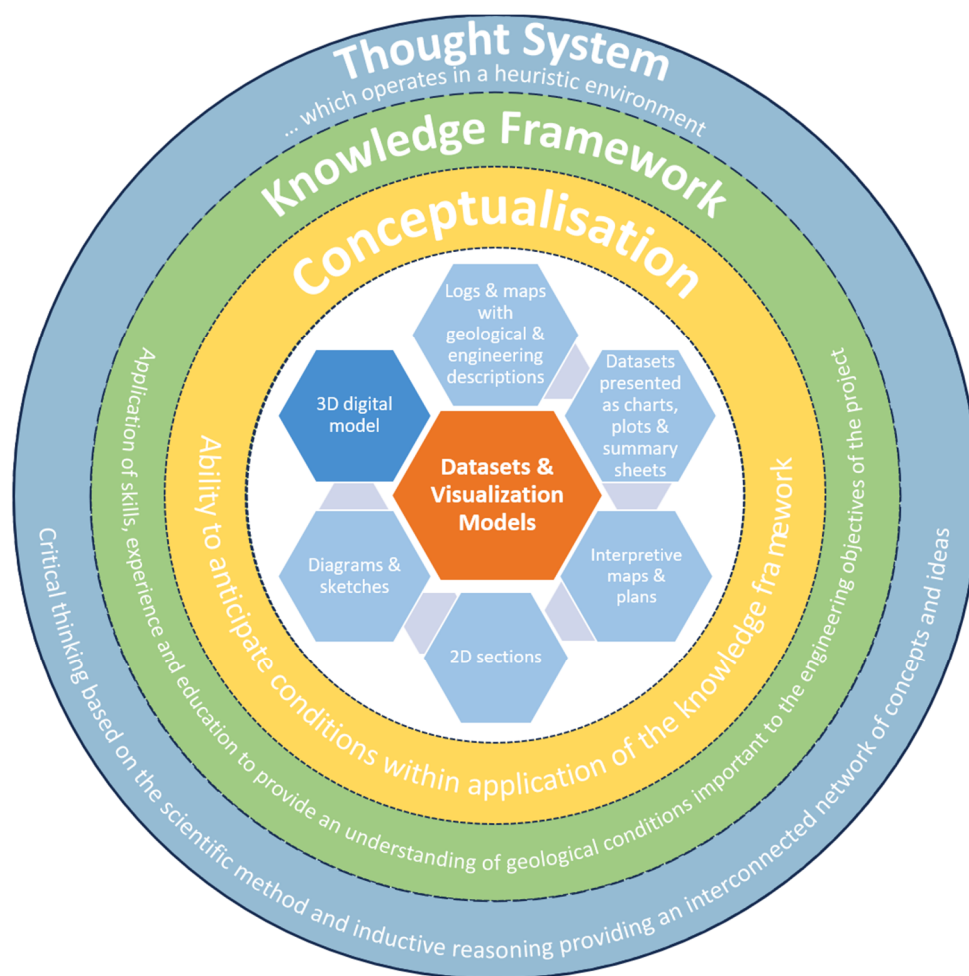 Thought System
... which operates in a heuristic environment
Knowledge Framework
Conceptualisation
Logs & maps
with
geological &
engineering
descriptions
Datasets
presented
as charts,
plots &
summary
sheets
3D digital
model
Datasets &
Visualization
Models
Diagrams &
sketches
Interpretive
maps &
plans
2D sections
Ability to anticipate conditions within application of the knowledge framework
Application of skills, experience and education to provide an understanding of geological conditions important to the engineering objectives of the project
Critical thinking based on the scientific method and inductive reasoning providing an interconnected network of concepts and ideas